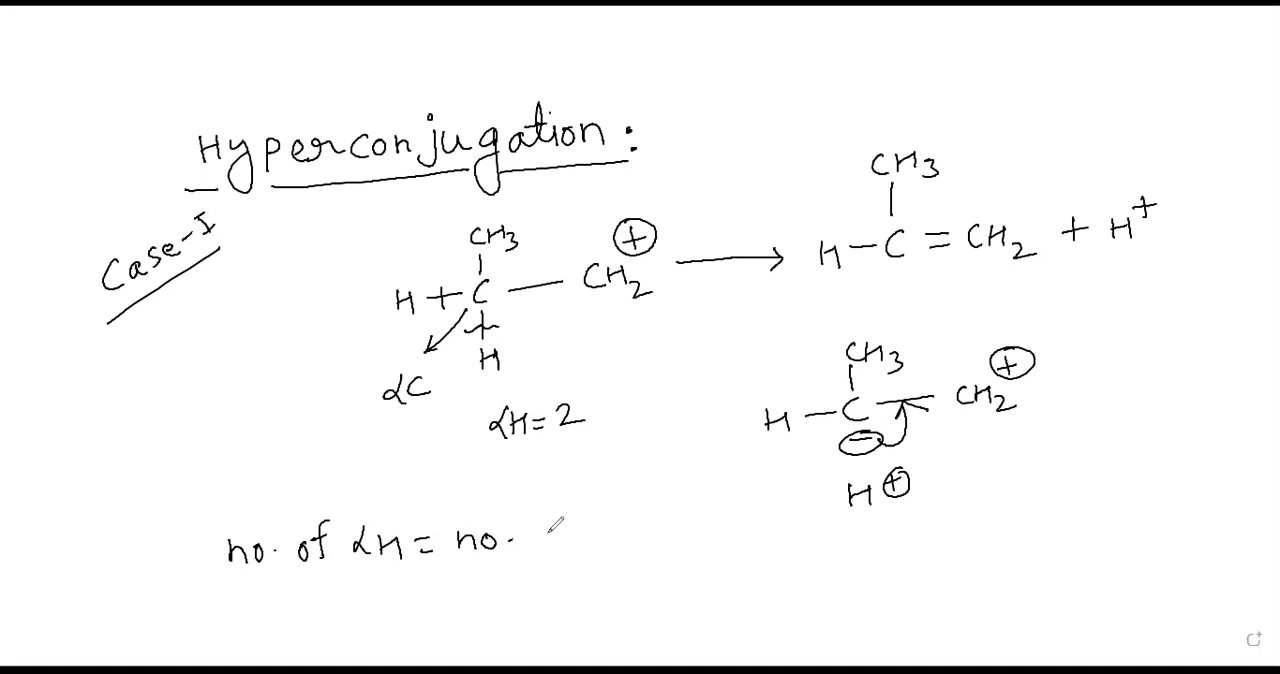 Hyperconjugation:
Case-I
CH3
H + C — CH2 ⊕
H
αC
αH = 2
CH3
H – C = CH2 + H+
CH3
H – C — CH2 ⊕
⊖
H ⊕
no. of αH = no.